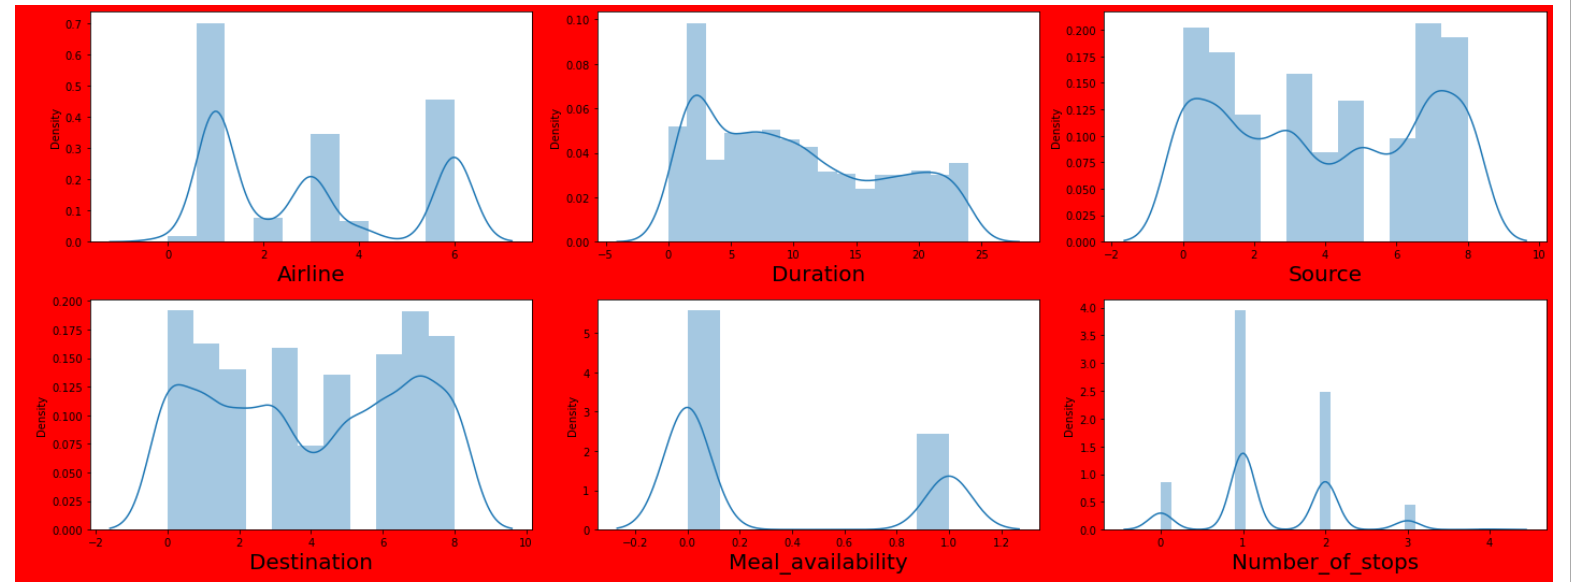 0.7
0.6
0.5
0.4
0.3
0.2
0.1
0.0
Density
0 2 4 6
Airline
0.10
0.08
0.06
0.04
0.02
0.00
Density
−5 0 5 10 15 20 25
Duration
0.200
0.175
0.150
0.125
0.100
0.075
0.050
0.025
0.000
Density
−2 0 2 4 6 8 10
Source
0.200
0.175
0.150
0.125
0.100
0.075
0.050
0.025
0.000
Density
−2 0 2 4 6 8 10
Destination
5
4
3
2
1
0
Density
−0.2 0.0 0.2 0.4 0.6 0.8 1.0 1.2
Meal_availability
4.0
3.5
3.0
2.5
2.0
1.5
1.0
0.5
0.0
Density
0 1 2 3 4
Number_of_stops